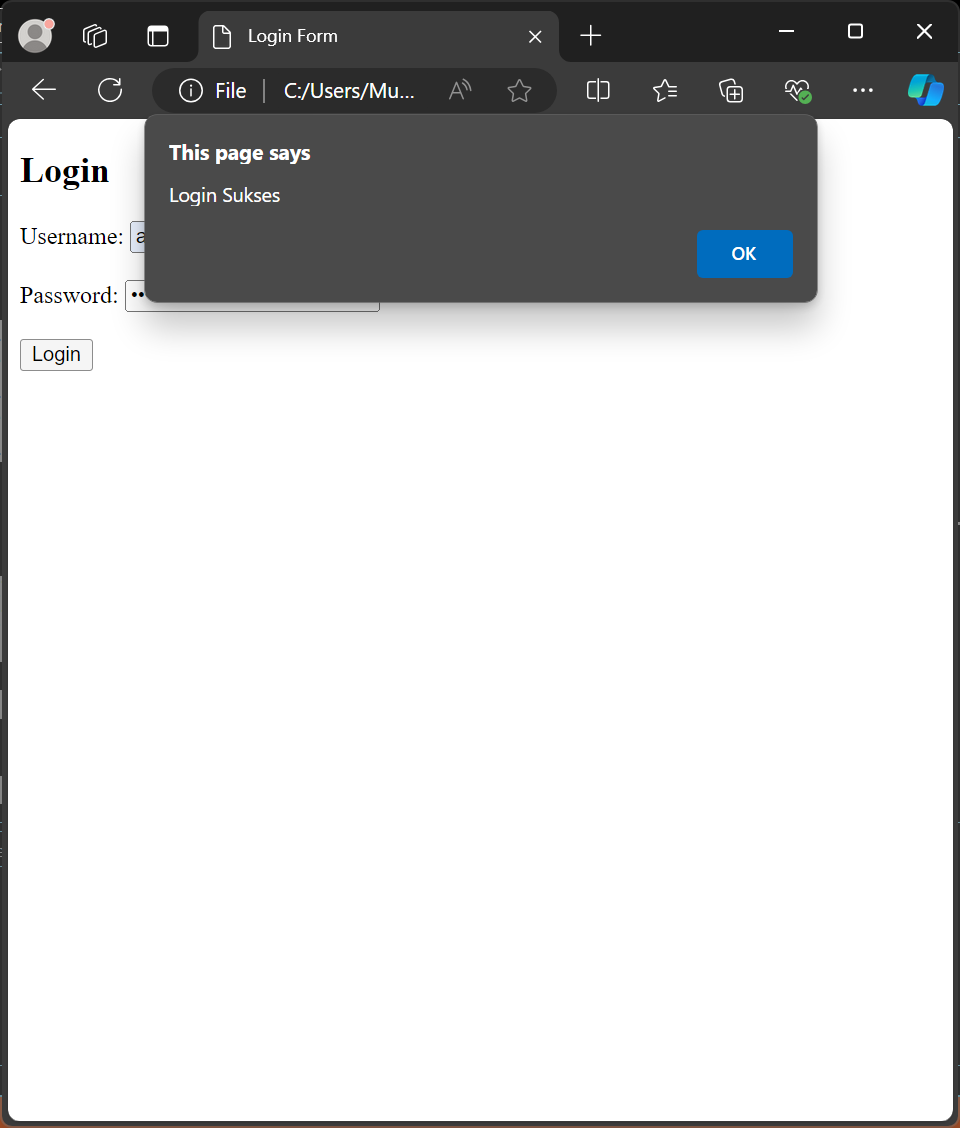 Login Form
File
C:/Users/Mu...
This page says
Login Sukses
OK
Login
Username: a
Password:
Login